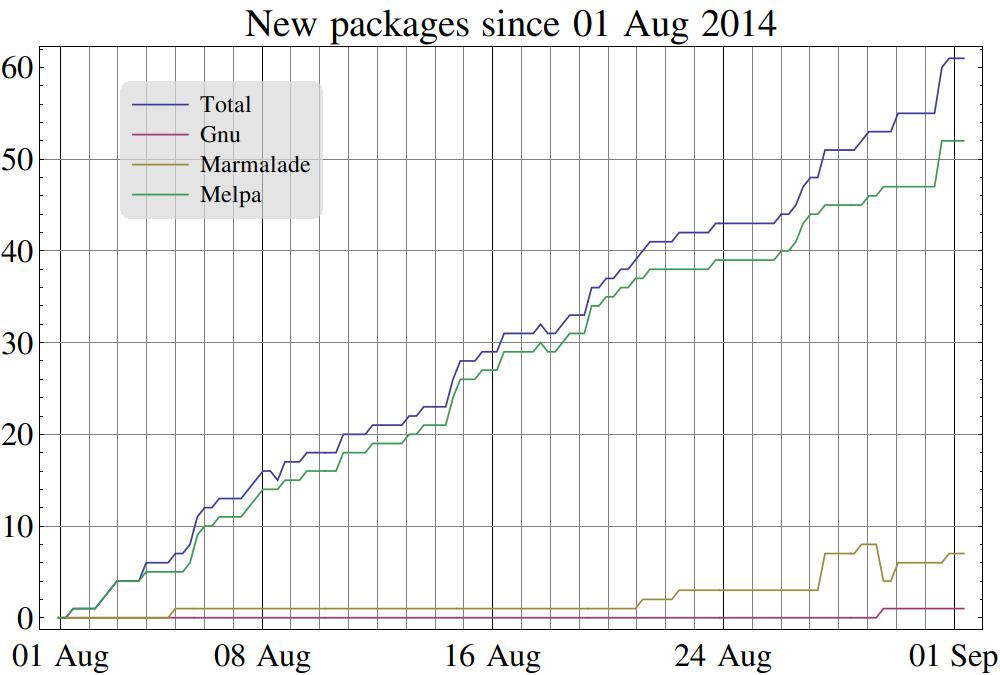 New packages since 01 Aug 2014
60
50
40
30
20
10
0
Total
Gnu
Marmalade
Melpa
01 Aug 08 Aug 16 Aug 24 Aug 01 Sep